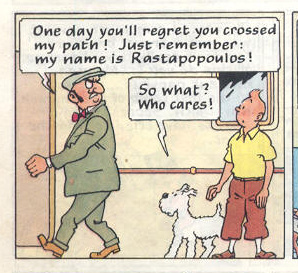 One day you'll regret you crossed
my path! Just remember:
my name is Rastapopoulos!
So what?
Who cares!